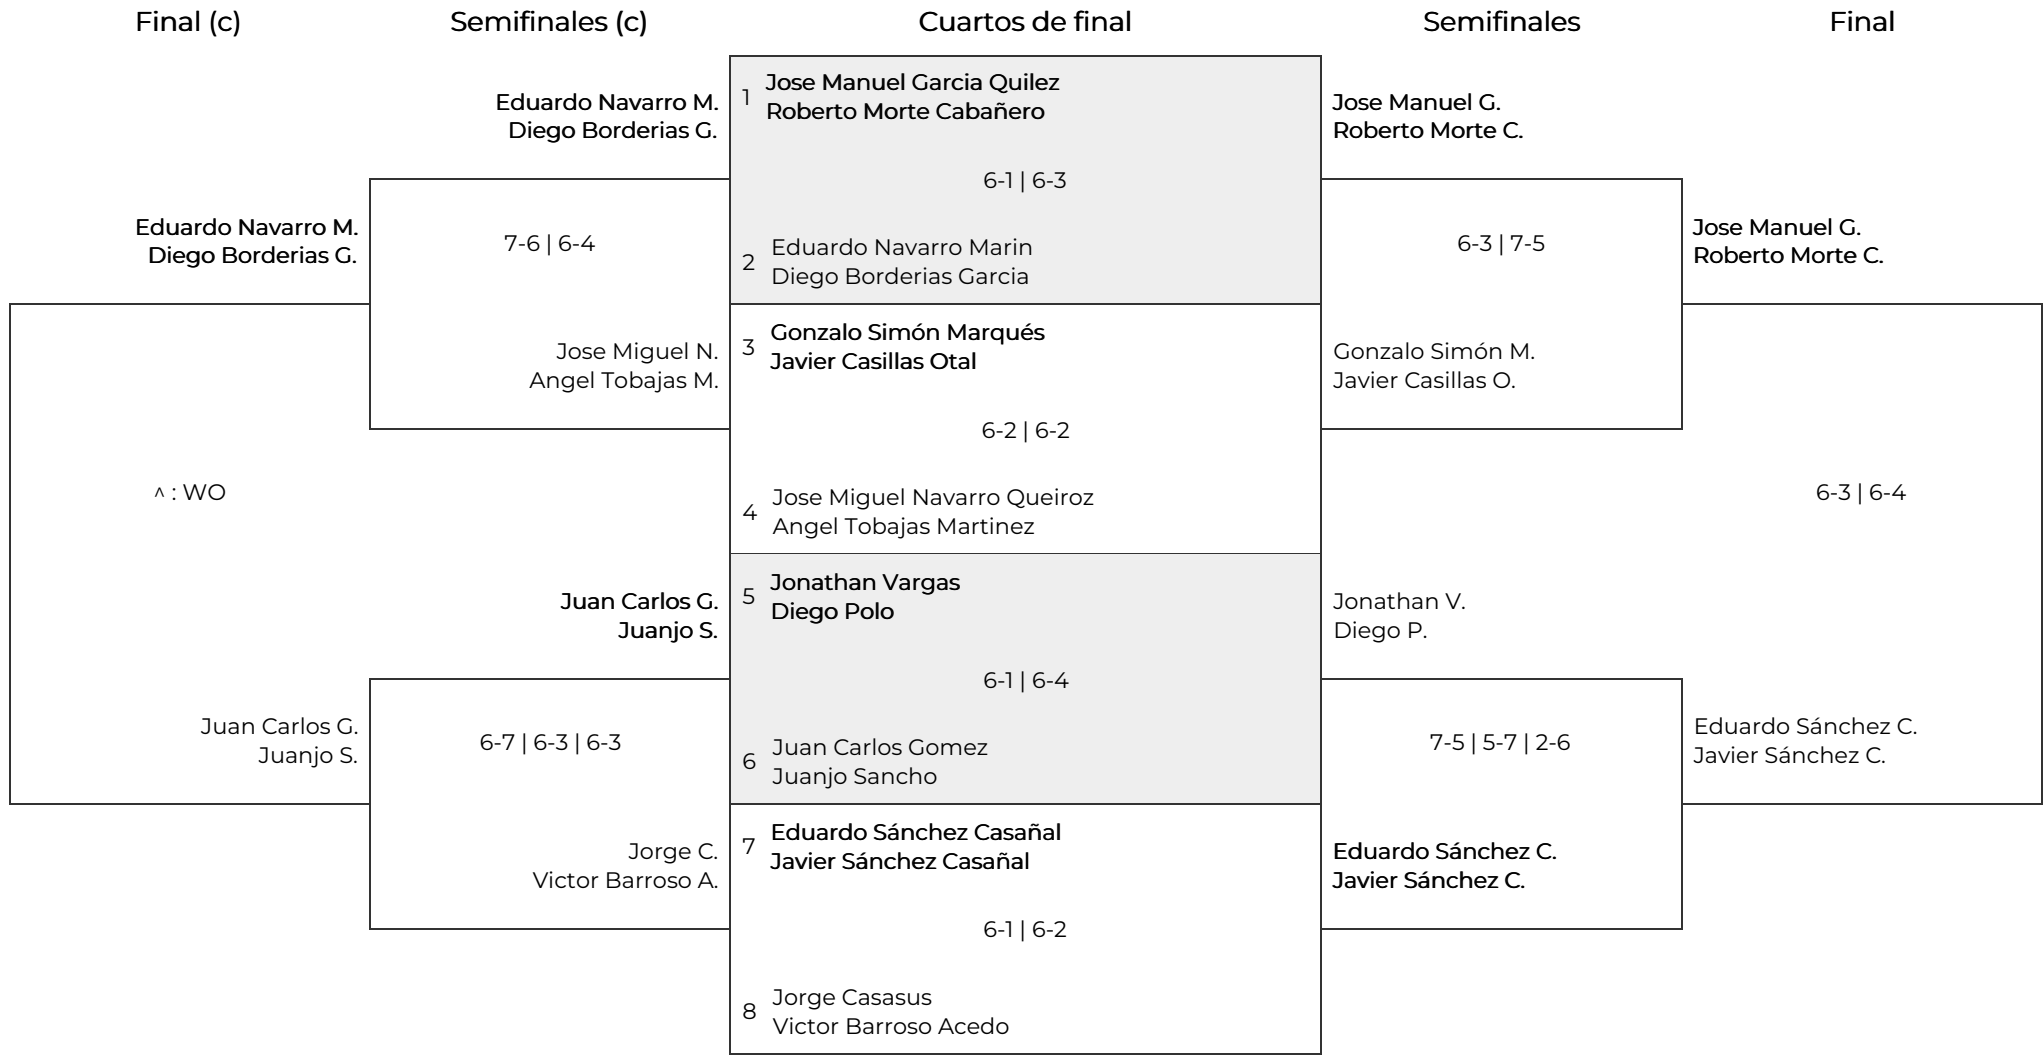 Final (c)
Semifinales (c)
Cuartos de final
Semifinales
Final
Eduardo Navarro M.
Diego Borderias G.
7-6 | 6-4
Jose Miguel N.
Angel Tobajas M.
Eduardo Navarro M.
Diego Borderias G.
^ : WO
Juan Carlos G.
Juanjo S.
Juan Carlos G.
Juanjo S.
6-7 | 6-3 | 6-3
Jorge C.
Victor Barroso A.
1
Jose Manuel Garcia Quilez
Roberto Morte Cabañero
6-1 | 6-3
2
Eduardo Navarro Marin
Diego Borderias Garcia
3
Gonzalo Simón Marqués
Javier Casillas Otal
6-2 | 6-2
4
Jose Miguel Navarro Queiroz
Angel Tobajas Martinez
5
Jonathan Vargas
Diego Polo
6-1 | 6-4
6
Juan Carlos Gomez
Juanjo Sancho
7
Eduardo Sánchez Casañal
Javier Sánchez Casañal
6-1 | 6-2
8
Jorge Casasus
Victor Barroso Acedo
Jose Manuel G.
Roberto Morte C.
6-3 | 7-5
Gonzalo Simón M.
Javier Casillas O.
Jonathan V.
Diego P.
7-5 | 5-7 | 2-6
Eduardo Sánchez C.
Javier Sánchez C.
Jose Manuel G.
Roberto Morte C.
6-3 | 6-4
Eduardo Sánchez C.
Javier Sánchez C.